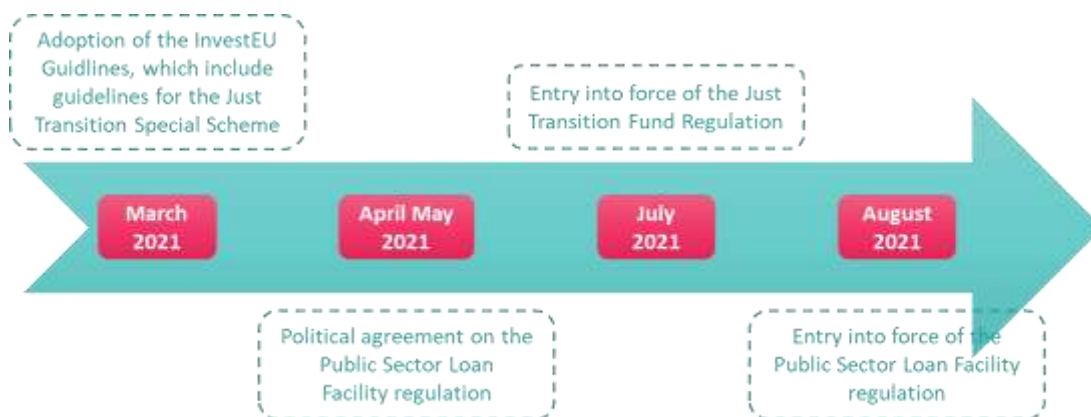 Adoption of the InvestEU
Guidlines, which include
guidelines for the Just
Transition Special Scheme
Entry into force of the Just
Transition Fund Regulation
March
2021
April May
2021
July
2021
August
2021
Political agreement on the
Public Sector Loan
Facility regulation
Entry into force of the
Public Sector Loan Facility
regulation